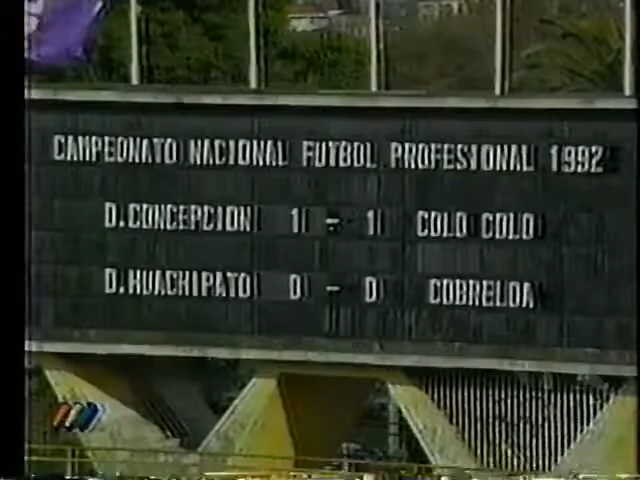 CAMPEONATO NACIONAL FUTBOL PROFESIONAL 1992
D.CONCEPCION 1 - 1 COLO COLO
D.HUACHIPATO 0 - 0 COBRELOA